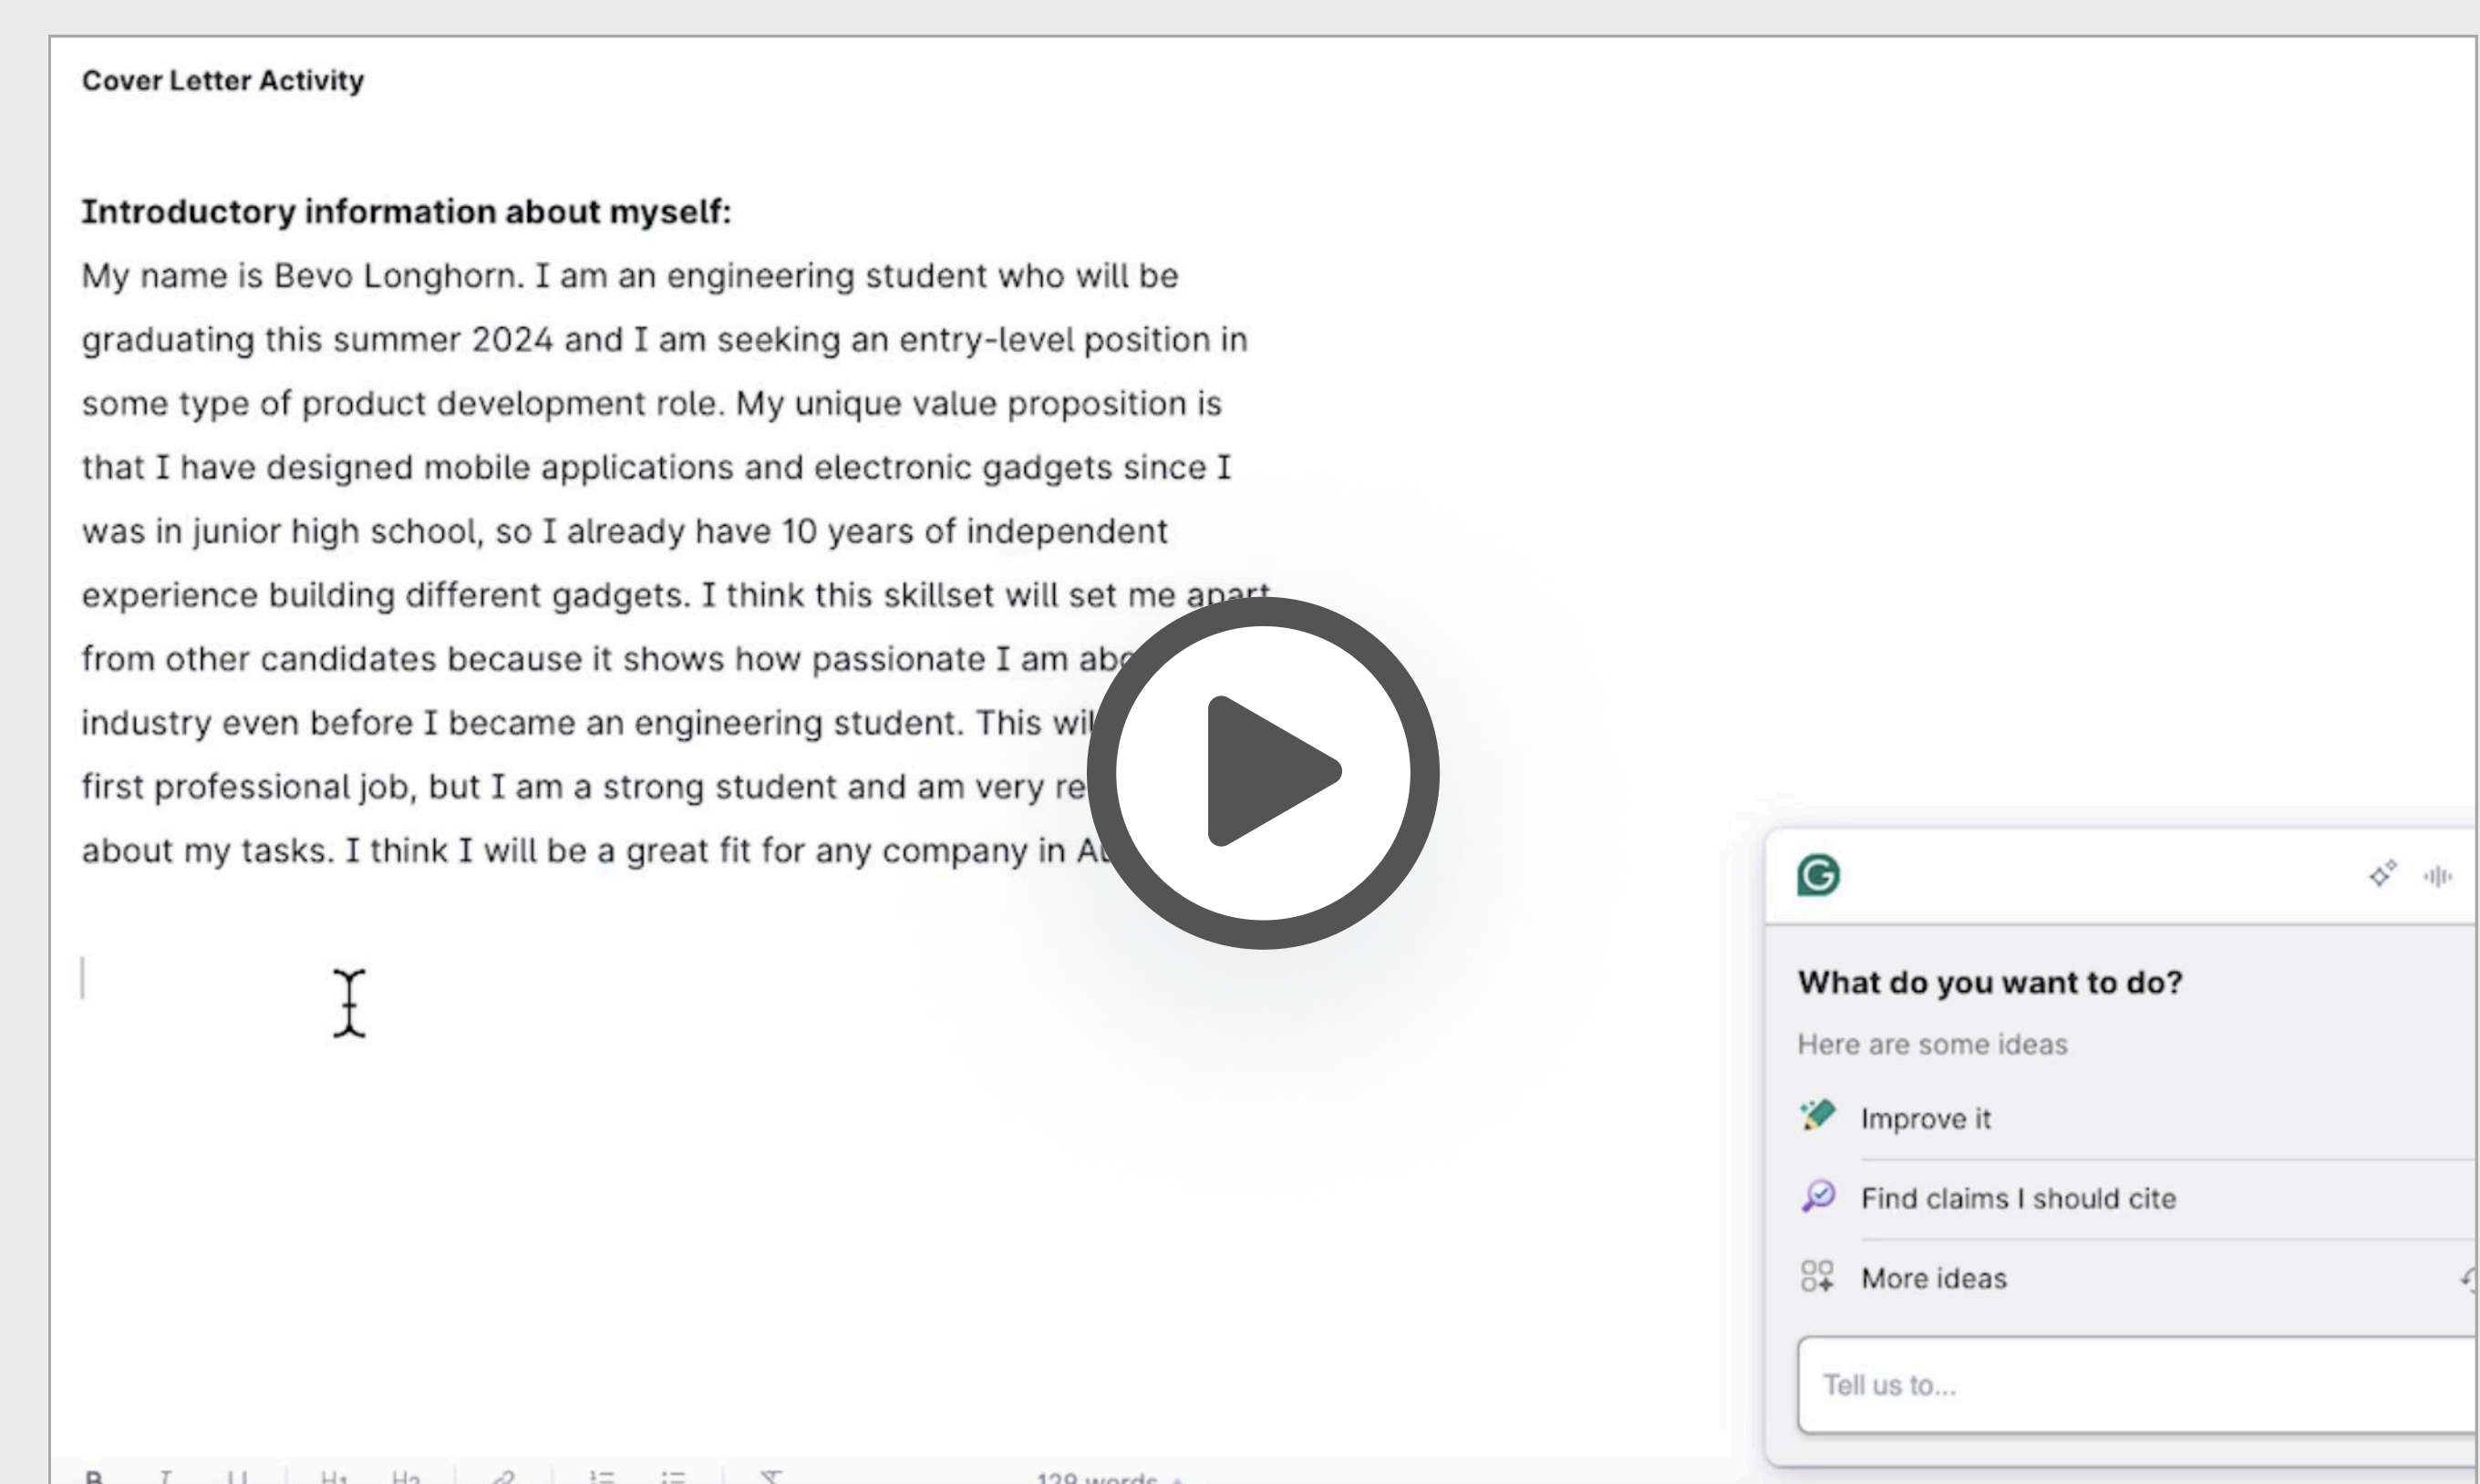 Cover Letter Activity
Introductory information about myself:
My name is Bevo Longhorn. I am an engineering student who will be
graduating this summer 2024 and I am seeking an entry-level position in
some type of product development role. My unique value proposition is
that I have designed mobile applications and electronic gadgets since I
was in junior high school, so I already have 10 years of independent
experience building different gadgets. I think this skillset will set me apart
from other candidates because it shows how passionate I am
industry even before I became an engineering student. This
first professional job, but I am a strong student and am very
about my tasks. I think I will be a great fit for any company in
G
What do you want to do?
Here are some ideas
Improve it
Find claims I should cite
More ideas
Tell us to...
B I U H1 H2
129 words